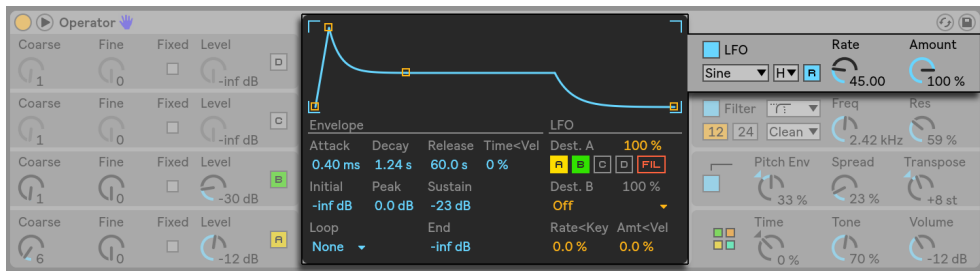 Operator
Coarse Fine Fixed Level
1 0 -inf dB D
Coarse Fine Fixed Level
1 0 -inf dB C
Coarse Fine Fixed Level
1 0 -30 dB B
Coarse Fine Fixed Level
6 0 -12 dB A
Envelope
Attack Decay Release Time<Vel
0.40 ms 1.24 s 60.0 s 0 %
Initial Peak Sustain
-inf dB 0.0 dB -23 dB
Loop End
None -inf dB
LFO
Dest. A 100 %
A B C D FIL
Dest. B 100 %
Off
Rate<Key Amt<Vel
0.0 % 0.0 %
LFO Rate Amount
Sine H R 45.00 100 %
Filter Freq Res
12 24 Clean 2.42 kHz 59 %
Pitch Env Spread Transpose
33 % 23 % +8 st
Time Tone Volume
0 % 70 % -12 dB